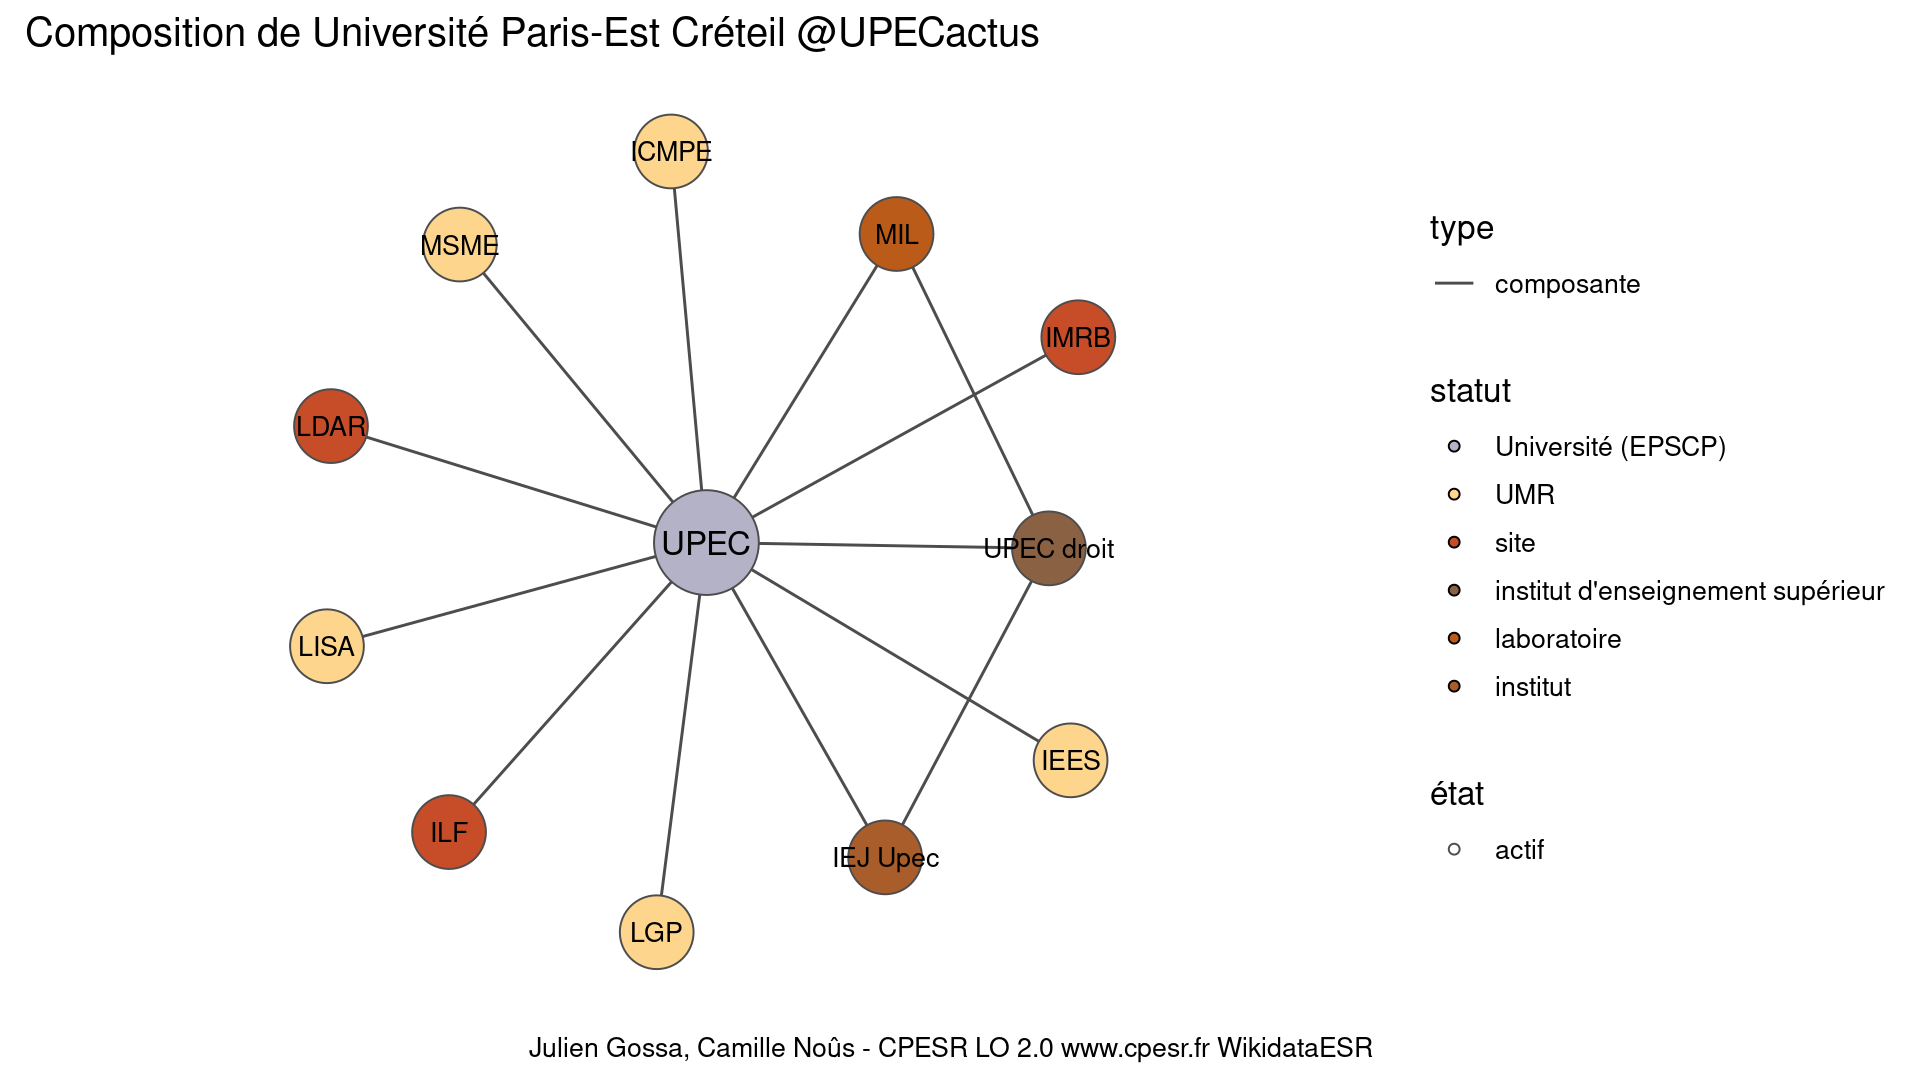 Composition de Université Paris-Est Créteil @UPECactus
ICMPE
MIL
MSME
IMRB
LDAR
UPEC
UPEC droit
LISA
IEES
ILF
IEJ Upec
LGP
type
composante
statut
Université (EPSCP)
UMR
site
institut d'enseignement supérieur
laboratoire
institut
état
actif
Julien Gossa, Camille Noûs - CPESR LO 2.0 www.cpesr.fr WikidataESR